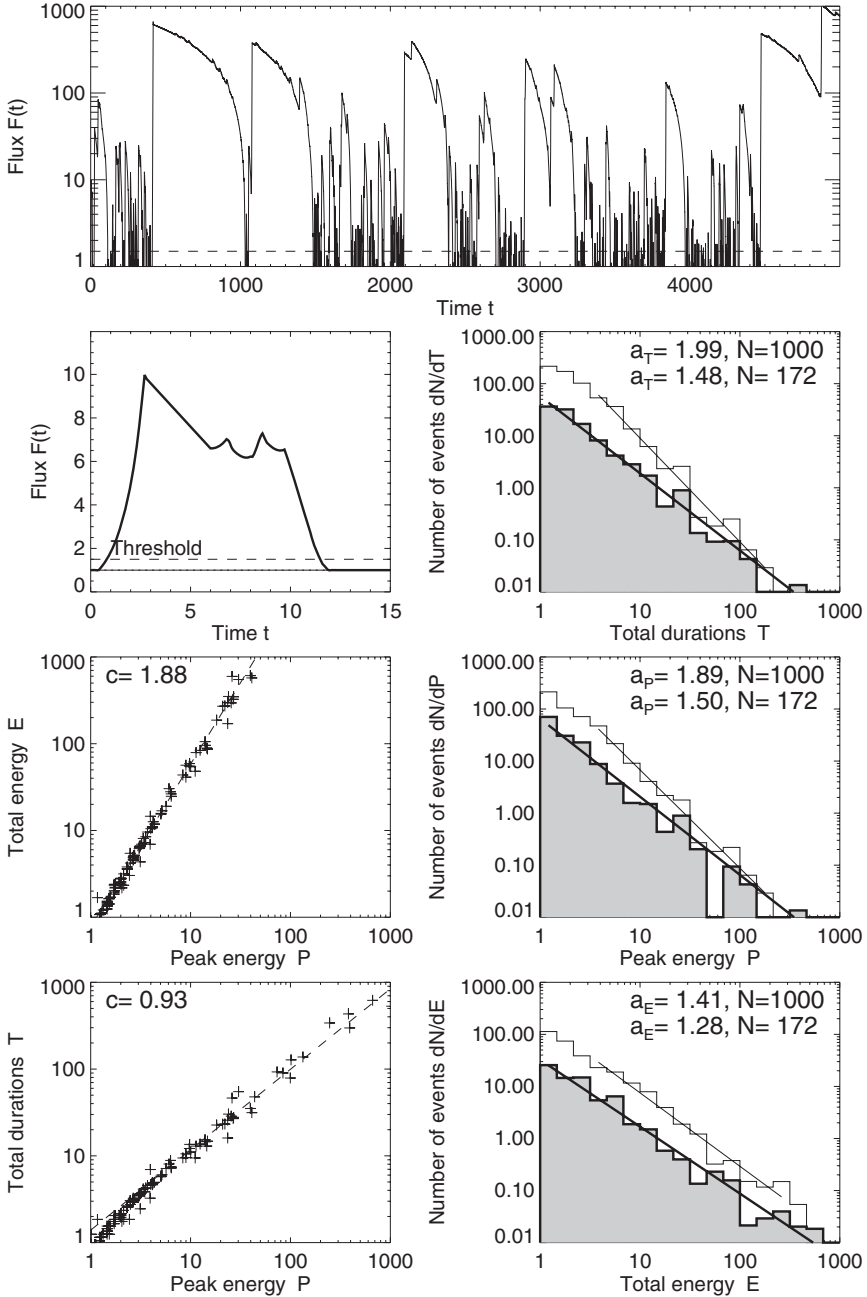 1000
100
10
1
Flux F(t)
0 1000 2000 3000 4000
Time t
10
8
6
4
2
0
Flux F(t)
Threshold
0 5 10 15
Time t
1000.00
100.00
10.00
1.00
0.10
0.01
Number of events dN/dT
a_T= 1.99, N=1000
a_T= 1.48, N= 172
1 10 100 1000
Total durations T
1000
100
10
1
Total energy E
c= 1.88
1 10 100 1000
Peak energy P
1000.00
100.00
10.00
1.00
0.10
0.01
Number of events dN/dP
a_P= 1.89, N=1000
a_P= 1.50, N= 172
1 10 100 1000
Peak energy P
1000
100
10
1
Total durations T
c= 0.93
1 10 100 1000
Peak energy P
1000.00
100.00
10.00
1.00
0.10
0.01
Number of events dN/dE
a_E= 1.41, N=1000
a_E= 1.28, N= 172
1 10 100 1000
Total energy E